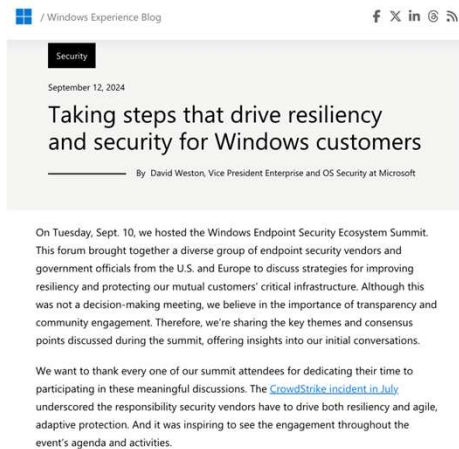 / Windows Experience Blog
Security
September 12, 2024
Taking steps that drive resiliency
and security for Windows customers
By David Weston, Vice President Enterprise and OS Security at Microsoft
On Tuesday, Sept. 10, we hosted the Windows Endpoint Security Ecosystem Summit.
This forum brought together a diverse group of endpoint security vendors and
government officials from the U.S. and Europe to discuss strategies for improving
resiliency and protecting our mutual customers' critical infrastructure. Although this
was not a decision-making meeting, we believe in the importance of transparency and
community engagement. Therefore, we're sharing the key themes and consensus
points discussed during the summit, offering insights into our initial conversations.
We want to thank every one of our summit attendees for dedicating their time to
participating in these meaningful discussions. The CrowdStrike incident in July
underscored the responsibility security vendors have to drive both resiliency and agile,
adaptive protection. And it was inspiring to see the engagement throughout the
event's agenda and activities.